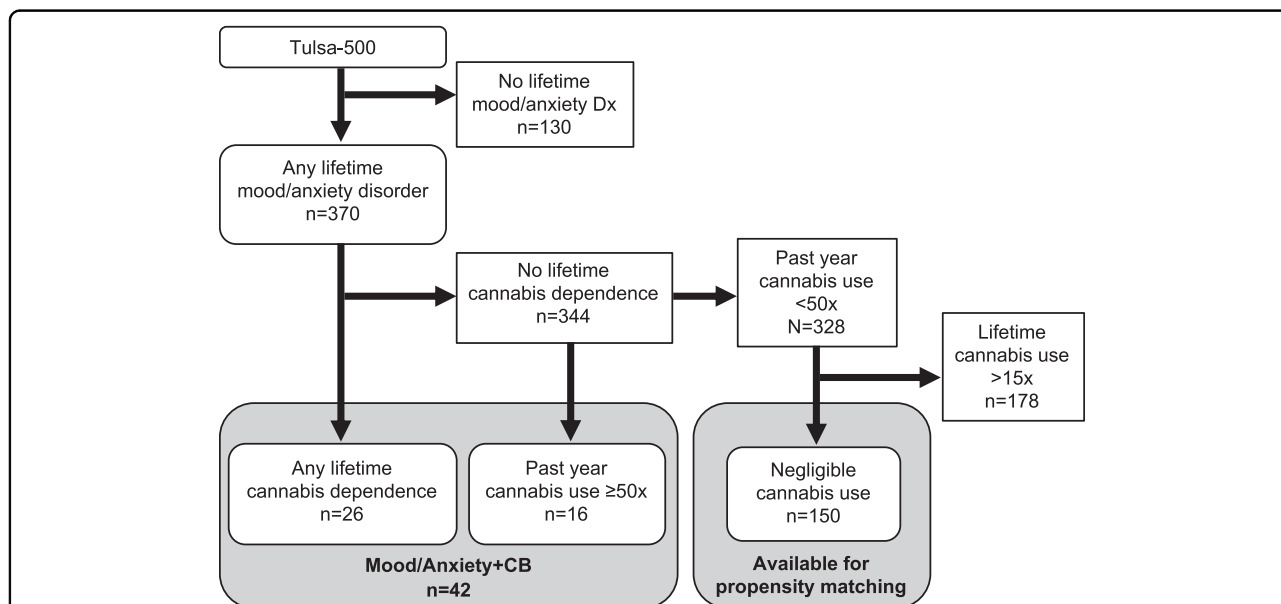 Tulsa-500
No lifetime
mood/anxiety Dx
n=130
Any lifetime
mood/anxiety disorder
n=370
No lifetime
cannabis dependence
n=344
Past year
cannabis use
<50x
N=328
Lifetime
cannabis use
>15x
n=178
Any lifetime
cannabis dependence
n=26
Past year
cannabis use ≥50x
n=16
Mood/Anxiety+CB
n=42
Negligible
cannabis use
n=150
Available for
propensity matching